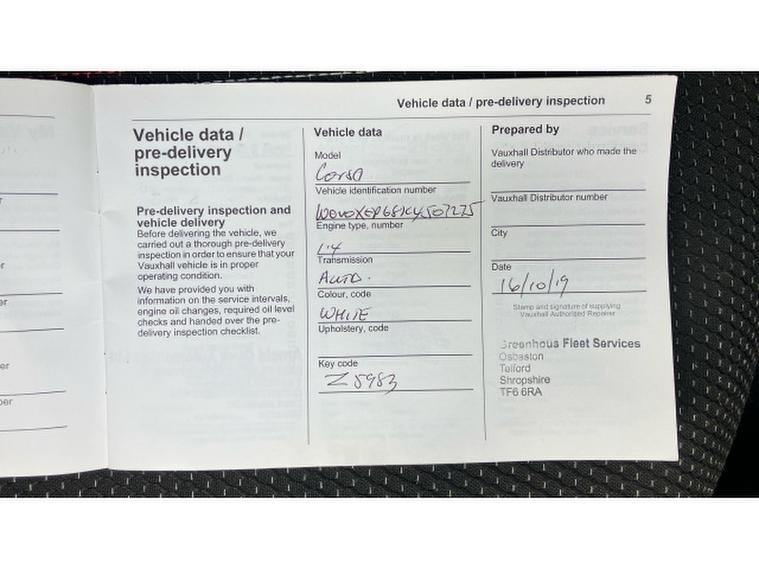 Vehicle data / pre-delivery inspection 5
Vehicle data /
pre-delivery
inspection
Pre-delivery inspection and
vehicle delivery
Before delivering the vehicle, we
carried out a thorough pre-delivery
inspection in order to ensure that your
Vauxhall vehicle is in proper
operating condition.
We have provided you with
information on the service intervals,
engine oil changes, required oil level
checks and handed over the pre-
delivery inspection checklist.
Vehicle data
Model
Corsa
Vehicle identification number
W0V0XEP68K4507275
Engine type, number
1.4
Transmission
AUTO.
Colour, code
WHITE
Upholstery, code
Key code
Z5983
Prepared by
Vauxhall Distributor who made the
delivery
Vauxhall Distributor number
City
Date
16/10/19
Stamp and signature of supplying
Vauxhall Authorised Repairer
Greenhous Fleet Services
Osbaston
Telford
Shropshire
TF6 6RA